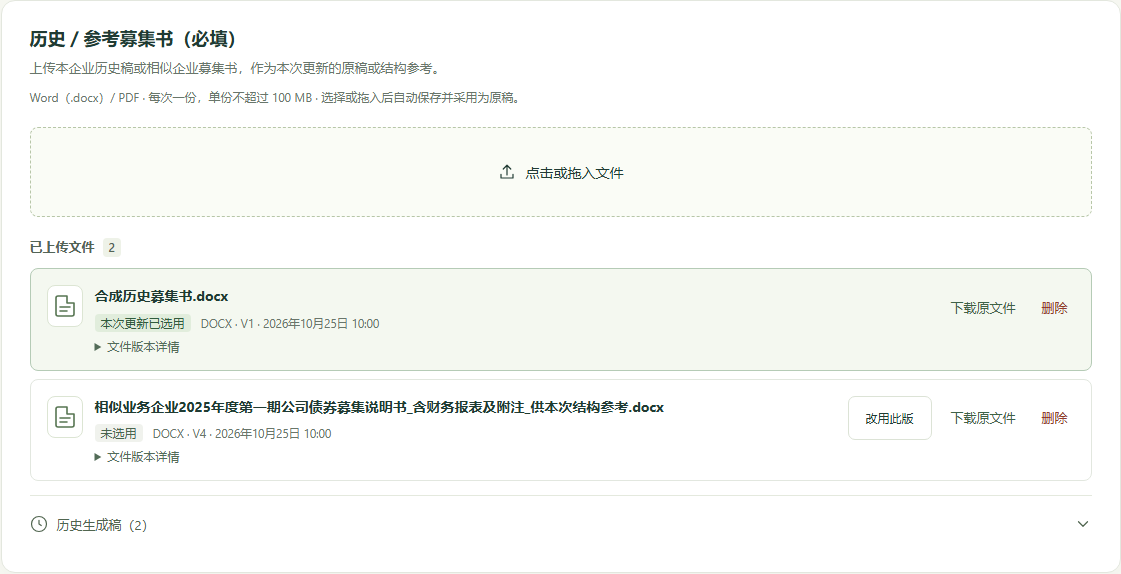 历史 / 参考募集书（必填）
上传本企业历史稿或相似企业募集书，作为本次更新的原稿或结构参考。
Word（.docx）/ PDF · 每次一份，单份不超过 100 MB · 选择或拖入后自动保存并采用为原稿。
点击或拖入文件
已上传文件 2
合成历史募集书.docx
本次更新已选用 DOCX · V1 · 2026年10月25日 10:00
文件版本详情
下载原文件 删除
相似业务企业2025年度第一期公司债券募集说明书_含财务报表及附注_供本次结构参考.docx
未选用 DOCX · V4 · 2026年10月25日 10:00
文件版本详情
改用此版 下载原文件 删除
历史生成稿（2）